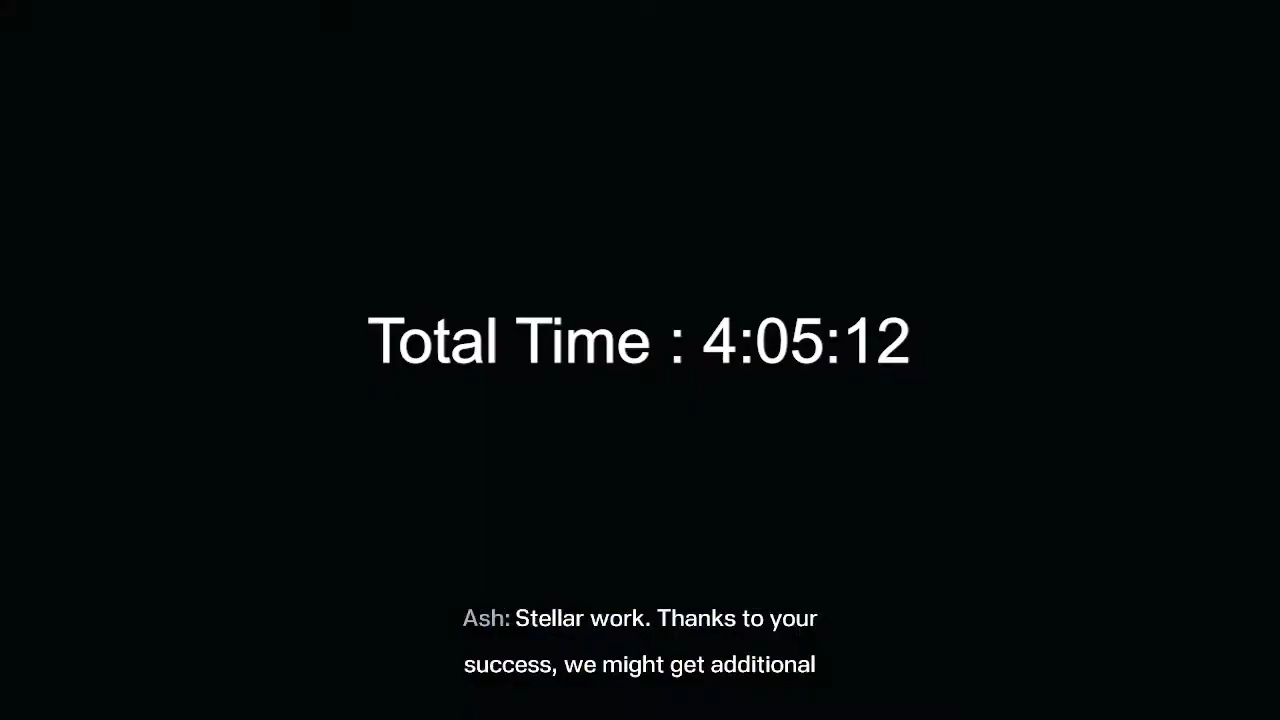 Total Time : 4:05:12
Ash: Stellar work. Thanks to your
success, we might get additional